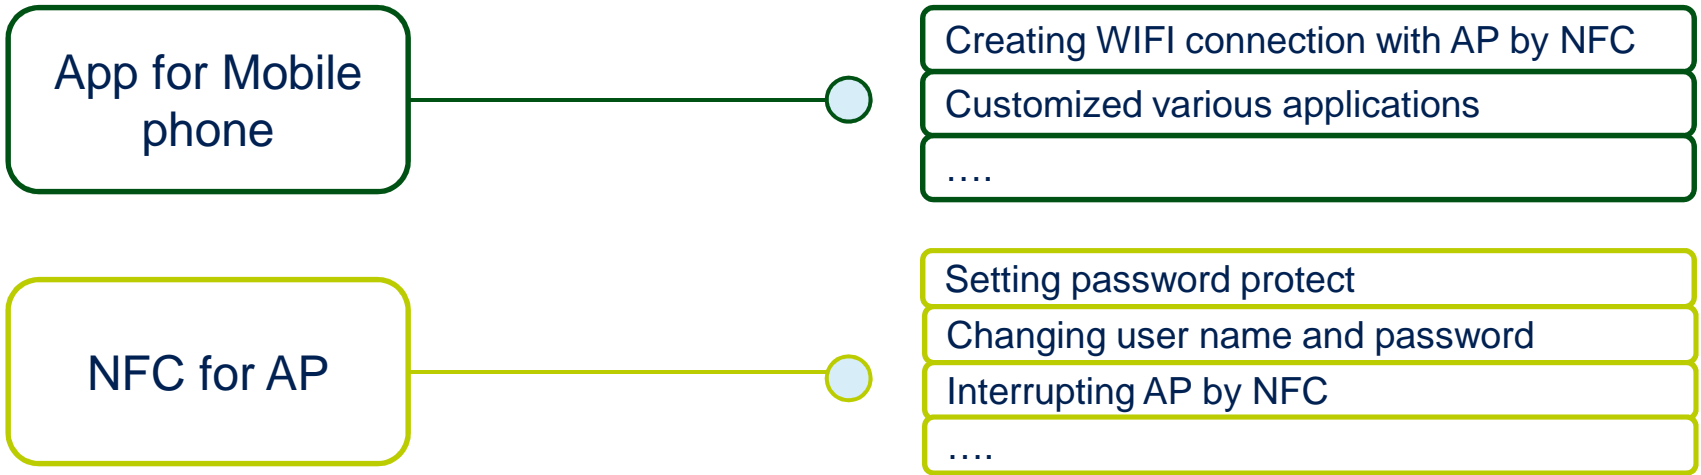 App for Mobile
phone
Creating WIFI connection with AP by NFC
Customized various applications
….
NFC for AP
Setting password protect
Changing user name and password
Interrupting AP by NFC
….